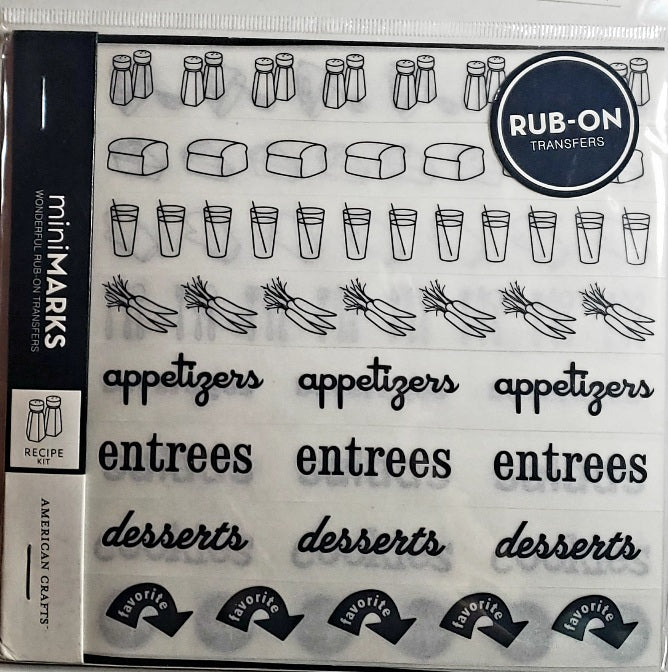 RUB-ON
TRANSFERS
miniMARKS
WONDERFUL RUB-ON TRANSFERS
RECIPE
KIT
AMERICAN CRAFTS
appetizers appetizers appetizers
entrees entrees entrees
desserts desserts desserts
favorite favorite favorite favorite favorite